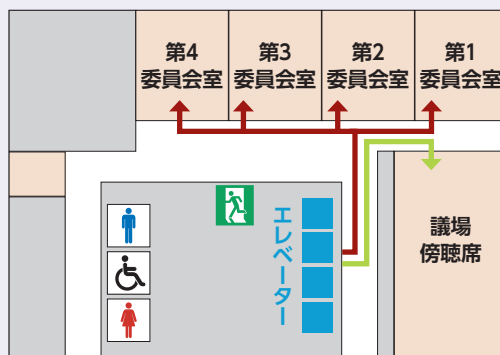 第4
委員会室
第3
委員会室
第2
委員会室
第1
委員会室
議場
傍聴席
エレベーター